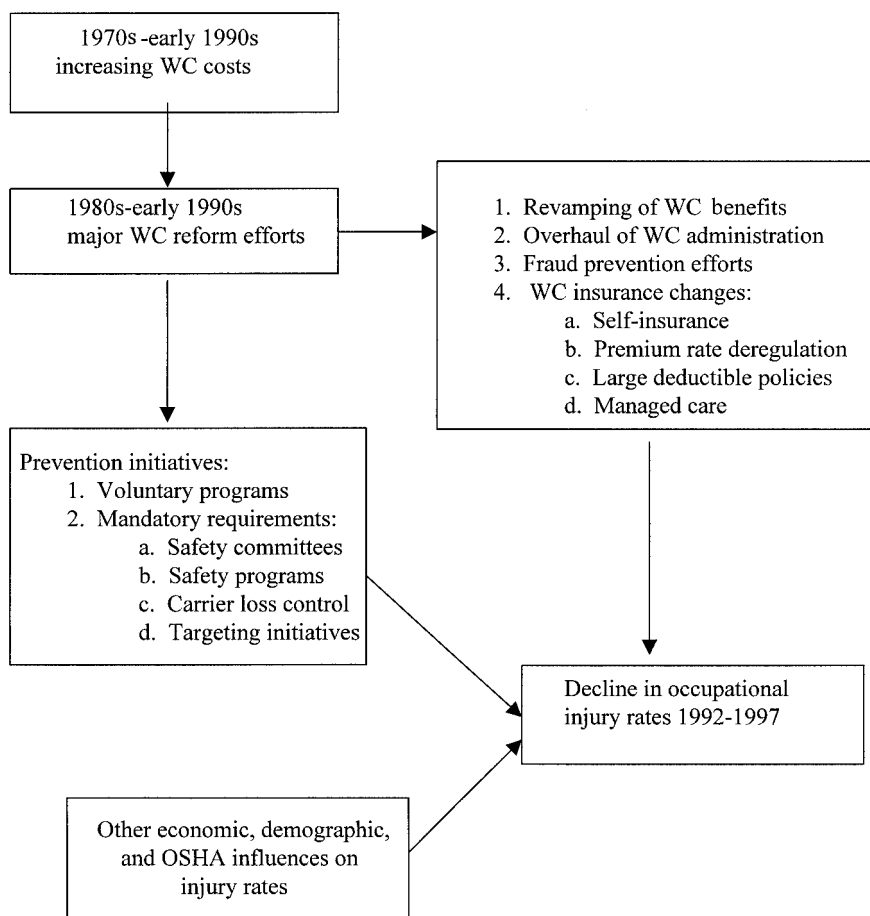 1970s-early 1990s
increasing WC costs
1980s-early 1990s
major WC reform efforts
1. Revamping of WC benefits
2. Overhaul of WC administration
3. Fraud prevention efforts
4. WC insurance changes:
a. Self-insurance
b. Premium rate deregulation
c. Large deductible policies
d. Managed care
Prevention initiatives:
1. Voluntary programs
2. Mandatory requirements:
a. Safety committees
b. Safety programs
c. Carrier loss control
d. Targeting initiatives
Decline in occupational
injury rates 1992-1997
Other economic, demographic,
and OSHA influences on
injury rates